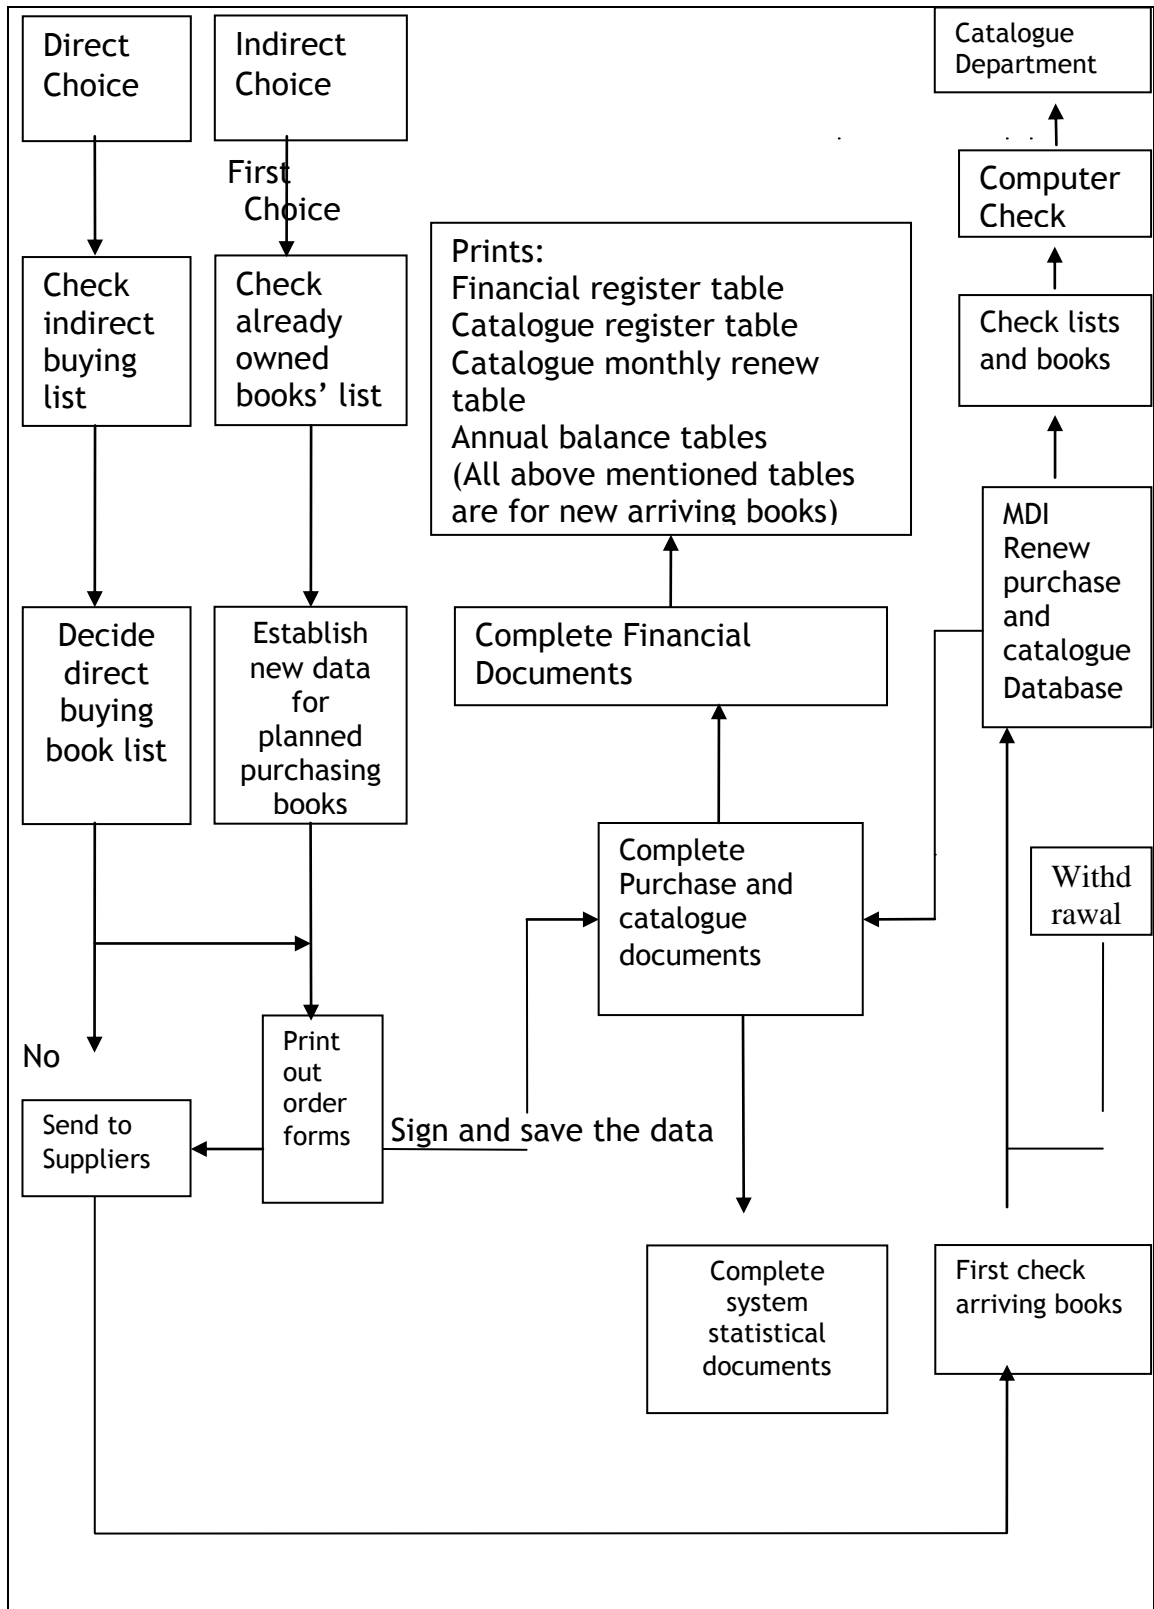 Direct
Choice
Indirect
Choice
Catalogue
Department
First
Choice
Computer
Check
Check
indirect
buying
list
Check
already
owned
books’ list
Prints:
Financial register table
Catalogue register table
Catalogue monthly renew
table
Annual balance tables
(All above mentioned tables
are for new arriving books)
Check lists
and books
MDI
Renew
purchase
and
catalogue
Database
Decide
direct
buying
book list
Establish
new data
for
planned
purchasing
books
Complete Financial
Documents
Complete
Purchase and
catalogue
documents
Withd
rawal
No
Print
out
order
forms
Send to
Suppliers
Sign and save the data
Complete
system
statistical
documents
First check
arriving books